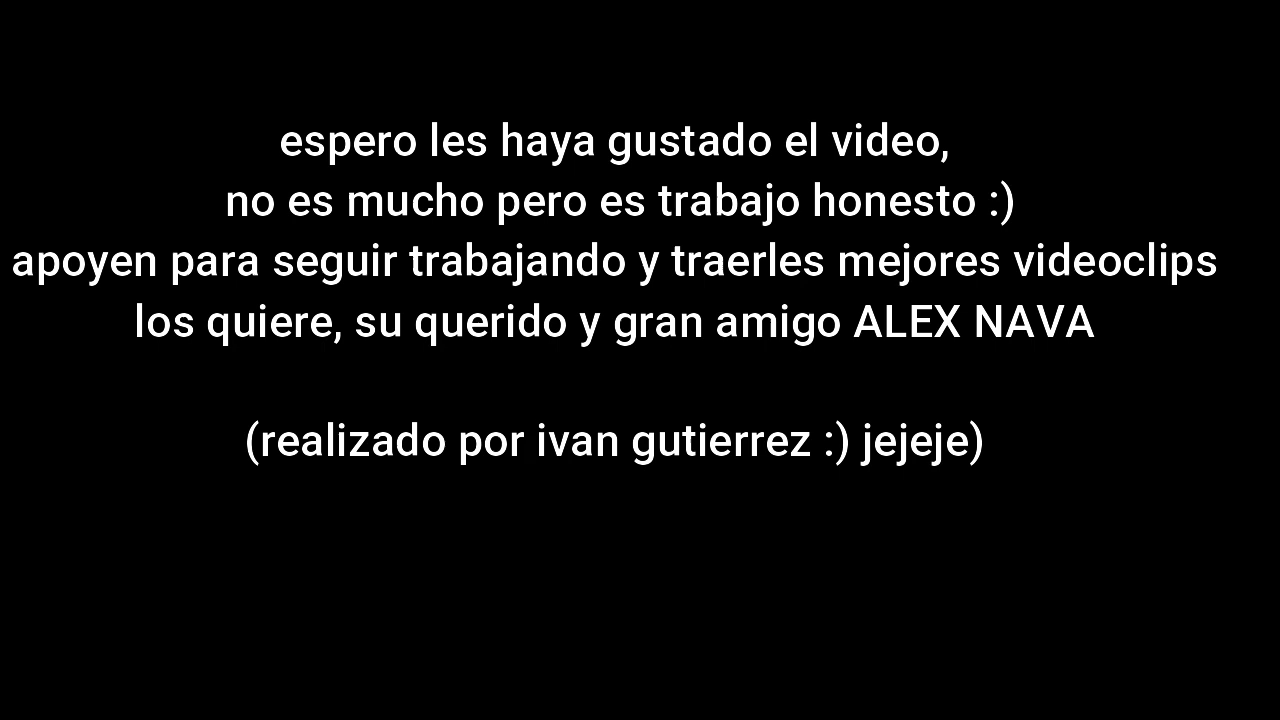 espero les haya gustado el video,
no es mucho pero es trabajo honesto :)
apoyen para seguir trabajando y traerles mejores videoclips
los quiere, su querido y gran amigo ALEX NAVA
(realizado por ivan gutierrez :) jejeje)